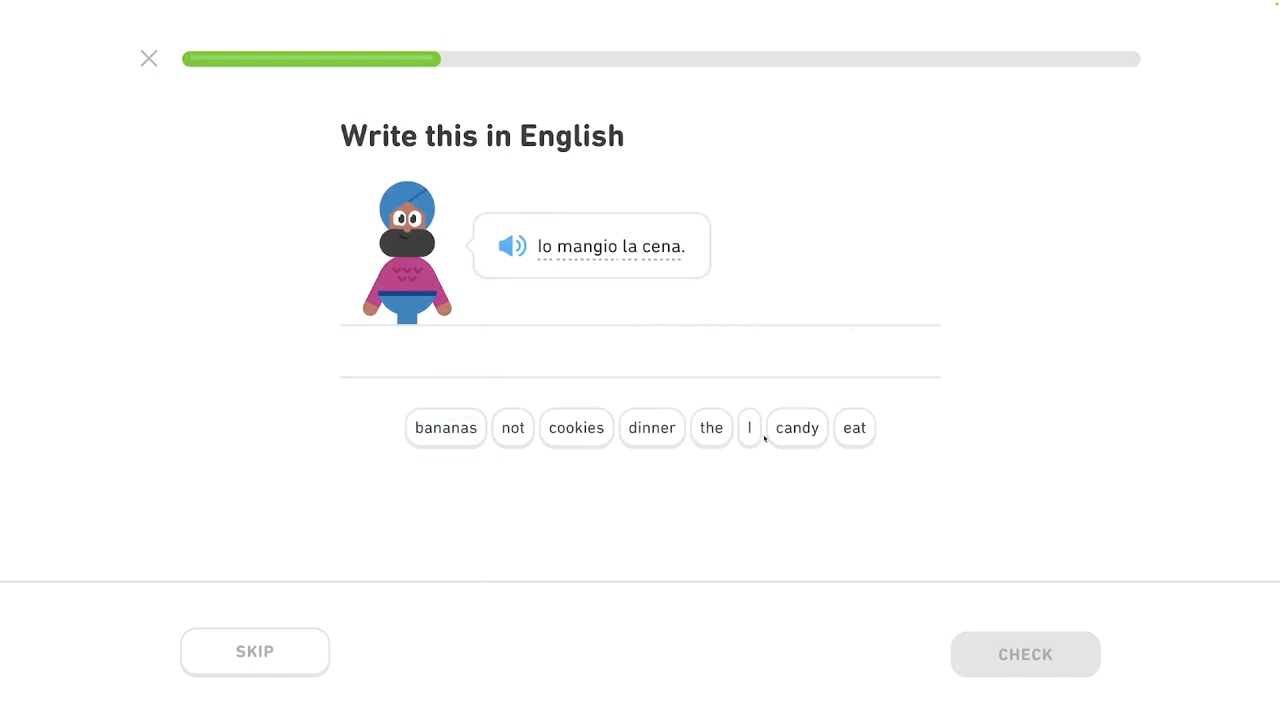 Write this in English
Io mangio la cena.
bananas not cookies dinner the I candy eat
SKIP
CHECK